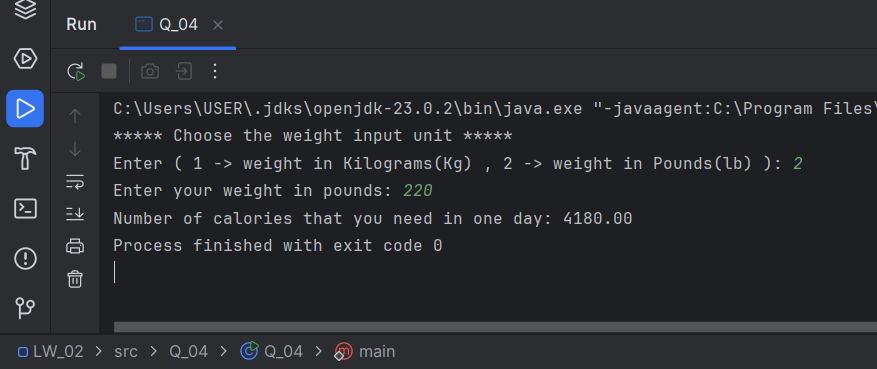 Run Q_04
C:\Users\USER\.jdks\openjdk-23.0.2\bin\java.exe "-javaagent:C:\Program Files\
***** Choose the weight input unit *****
Enter ( 1 -> weight in Kilograms(Kg) , 2 -> weight in Pounds(lb) ): 2
Enter your weight in pounds: 220
Number of calories that you need in one day: 4180.00
Process finished with exit code 0
LW_02 > src > Q_04 > Q_04 > main